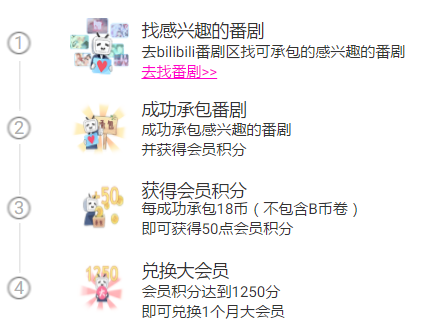 1
找感兴趣的番剧
去bilibili番剧区找可承包的感兴趣的番剧
去找番剧>>
2
成功承包番剧
成功承包感兴趣的番剧
并获得会员积分
3
50
获得会员积分
每成功承包18币（不包含B币卷）
即可获得50点会员积分
4
1250
兑换大会员
会员积分达到1250分
即可兑换1个月大会员